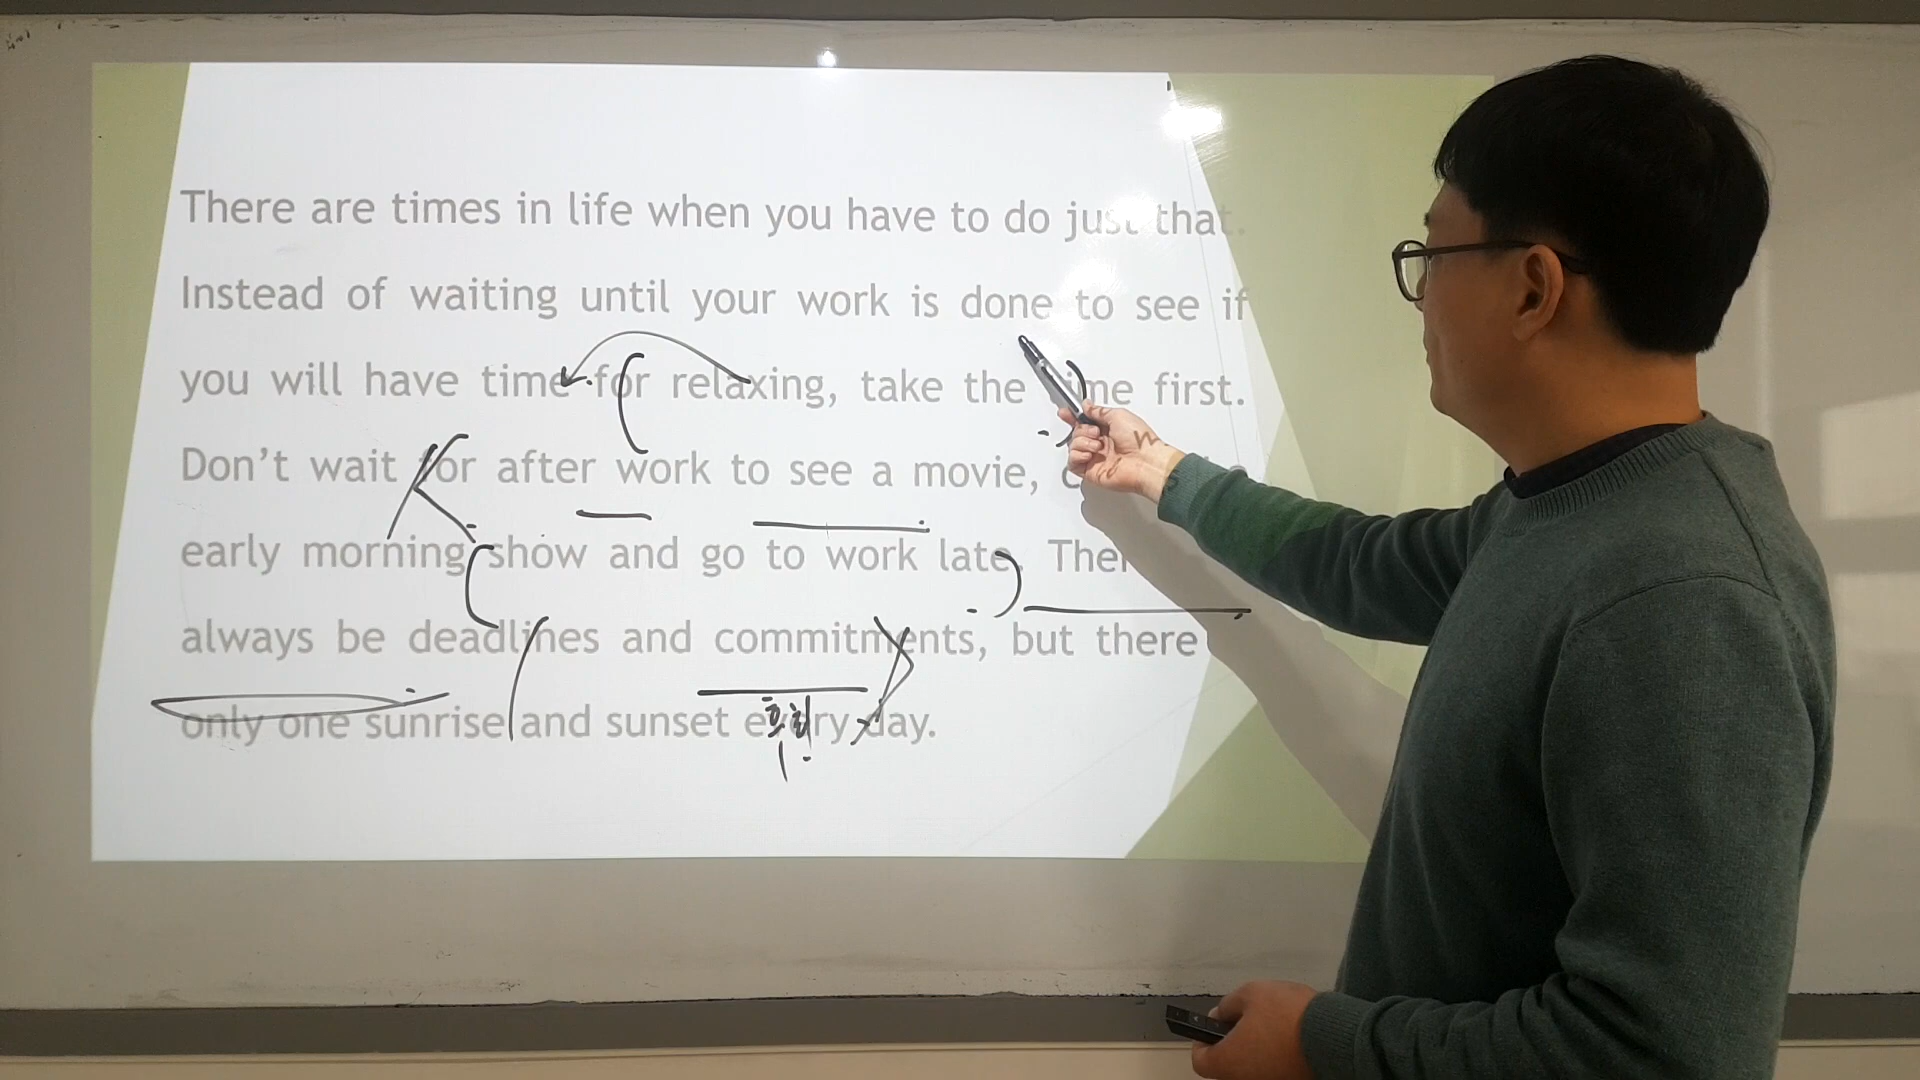 There are times in life when you have to do just that.
Instead of waiting until your work is done to see if
you will have time for relaxing, take the time first.
Don't wait for after work to see a movie,
early morning show and go to work late.
always be deadlines and commitments, but there
only one sunrise and sunset every day.